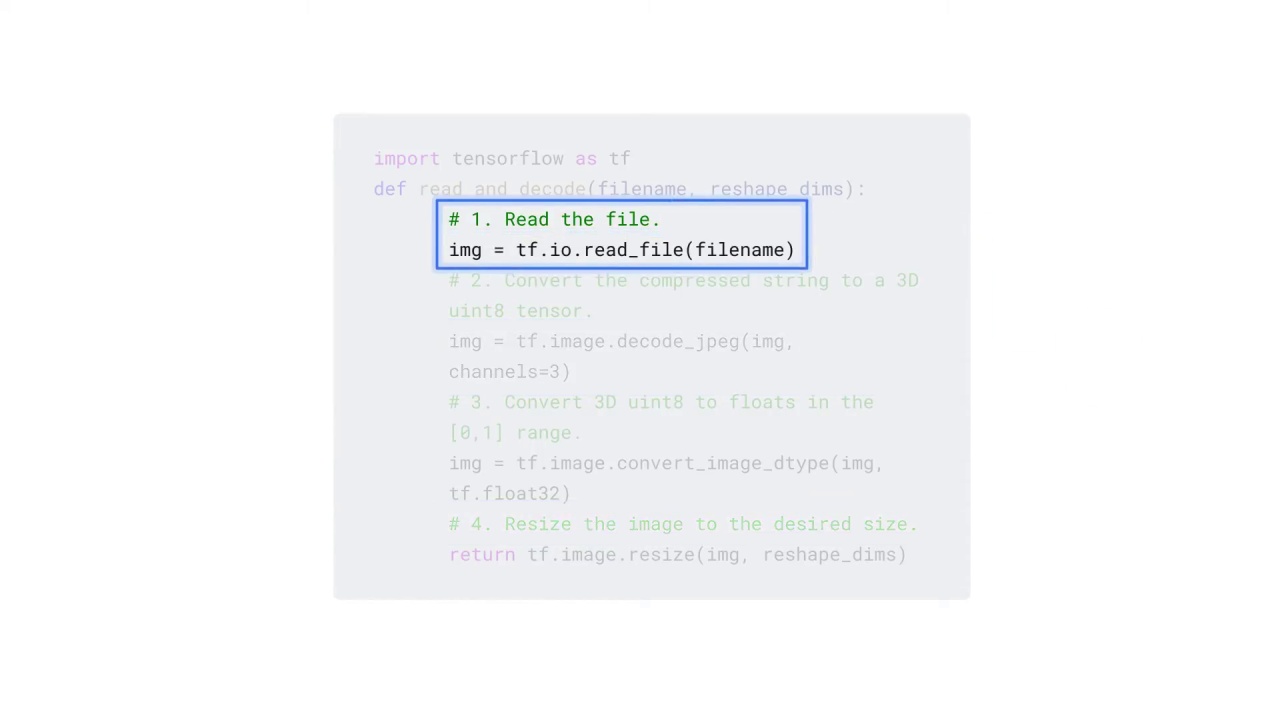 import tensorflow as tf
def read_and_decode(filename, reshape_dims):
# 1. Read the file.
img = tf.io.read_file(filename)
# 2. Convert the compressed string to a 3D
uint8 tensor.
img = tf.image.decode_jpeg(img,
channels=3)
# 3. Convert 3D uint8 to floats in the
[0,1] range.
img = tf.image.convert_image_dtype(img,
tf.float32)
# 4. Resize the image to the desired size.
return tf.image.resize(img, reshape_dims)